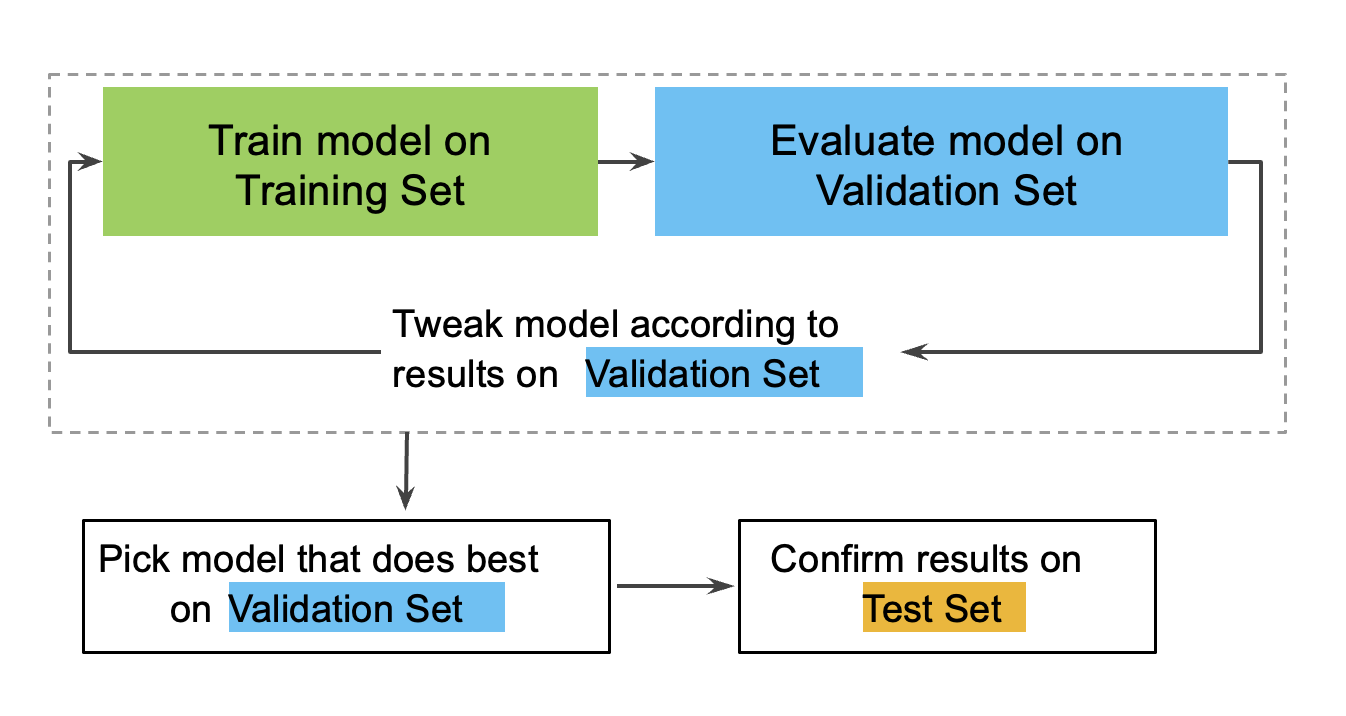 Train model on
Training Set
Evaluate model on
Validation Set
Tweak model according to
results on Validation Set
Pick model that does best
on Validation Set
Confirm results on
Test Set